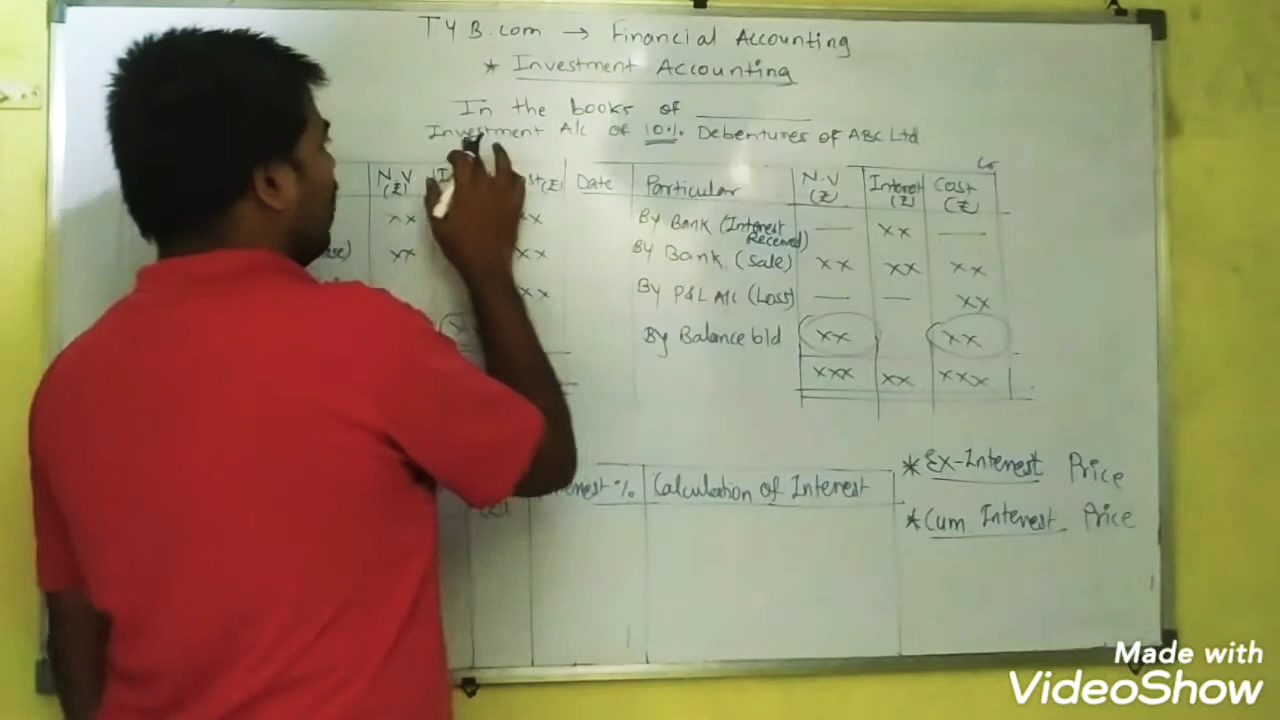 T Y B.com → Financial Accounting
* Investment Accounting
In the books of ________
Investment A/c of 10% Debentures of ABC Ltd
Cr
N.V (₹) Date Particular N.V (₹) Interest (₹) Cost (₹)
xx xx By Bank (Interest Received) — xx —
xx xx By Bank (Sale) xx xx xx
xx By P&L A/c (Loss) — — xx
By Balance b/d xx xx
xxx xx xxx
Calculation of Interest
* Ex-Interest Price
* Cum Interest Price
Made with
VideoShow